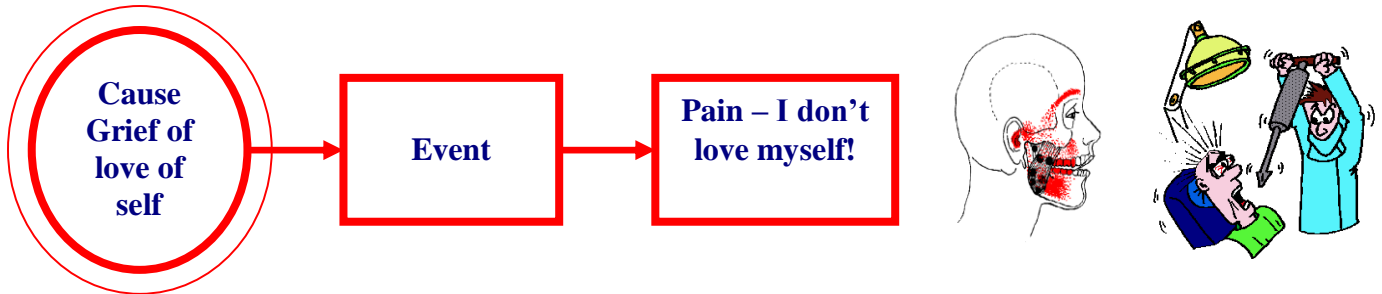 Cause
Grief of
love of
self
Event
Pain – I don’t
love myself!